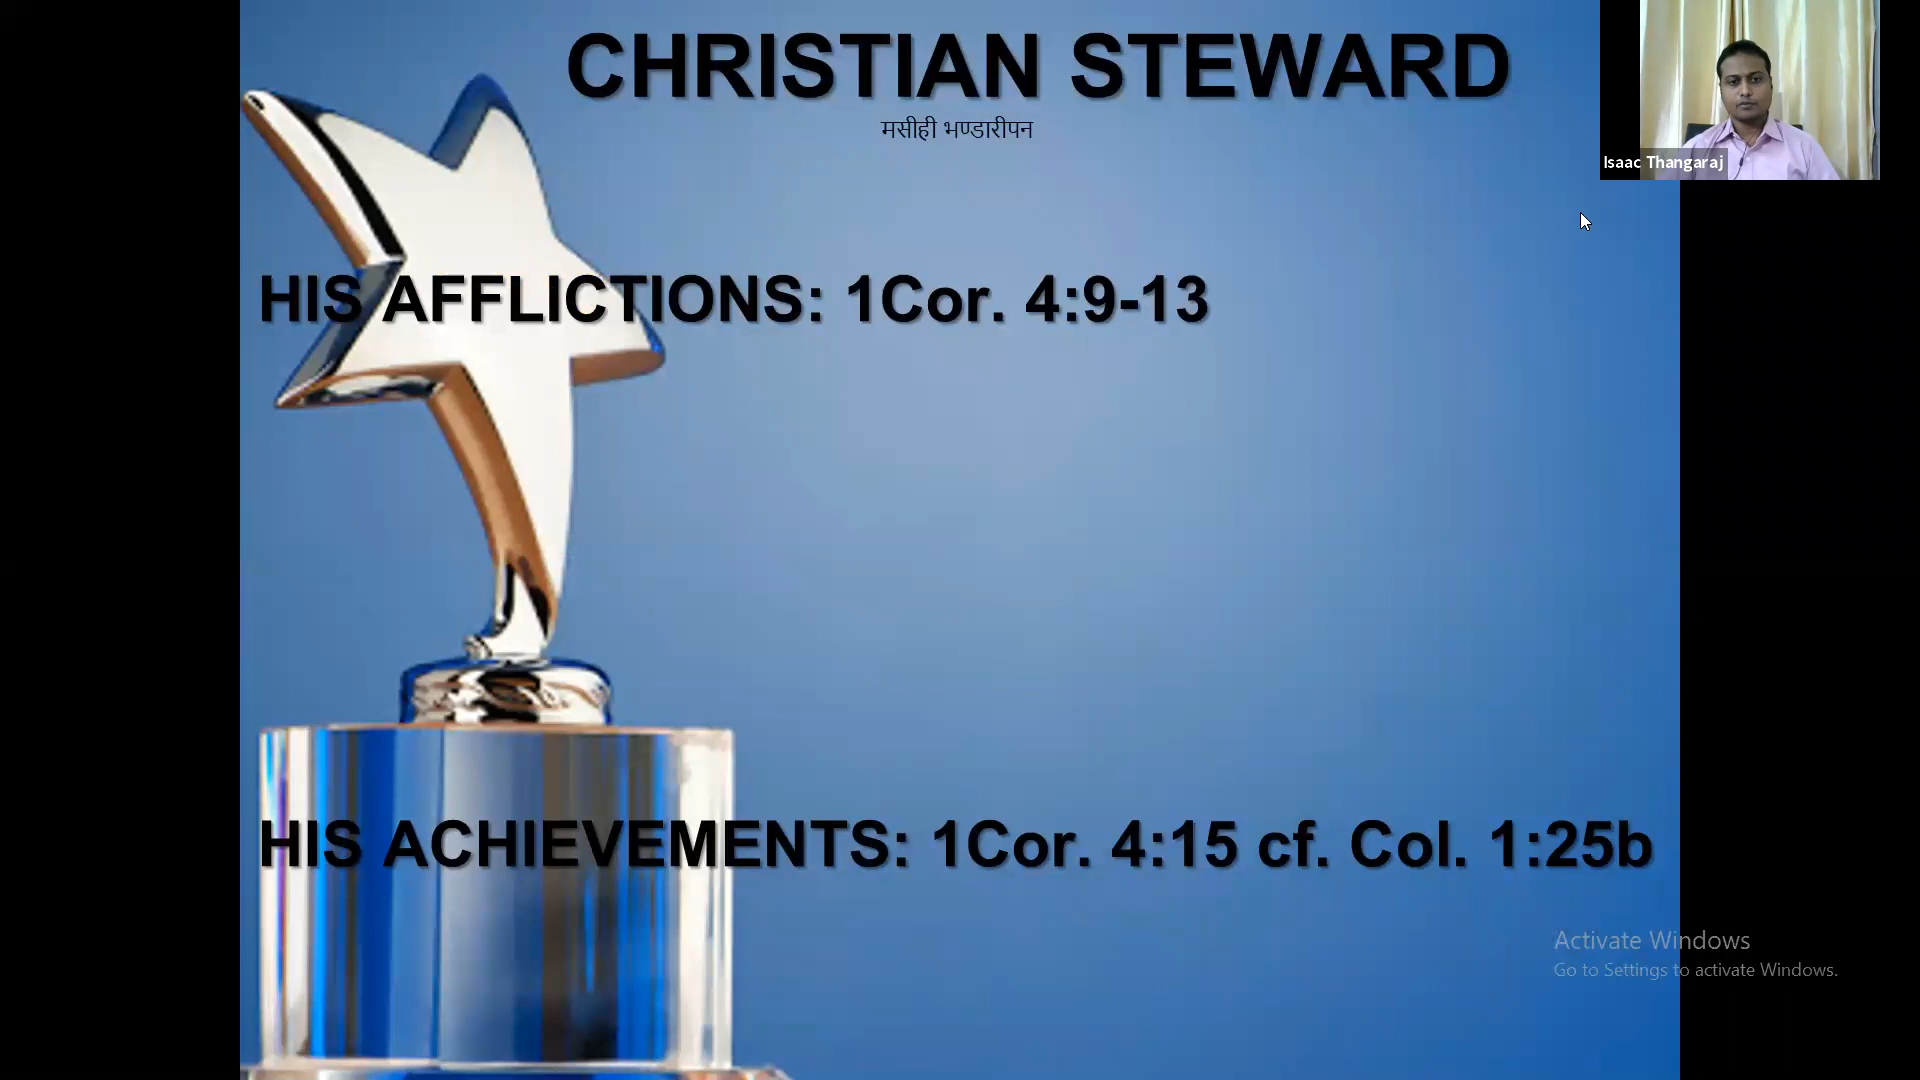 CHRISTIAN STEWARD
मसीही भण्डारीपन
Isaac Thangaraj
HIS AFFLICTIONS: 1Cor. 4:9-13
HIS ACHIEVEMENTS: 1Cor. 4:15 cf. Col. 1:25b
Activate Windows
Go to Settings to activate Windows.